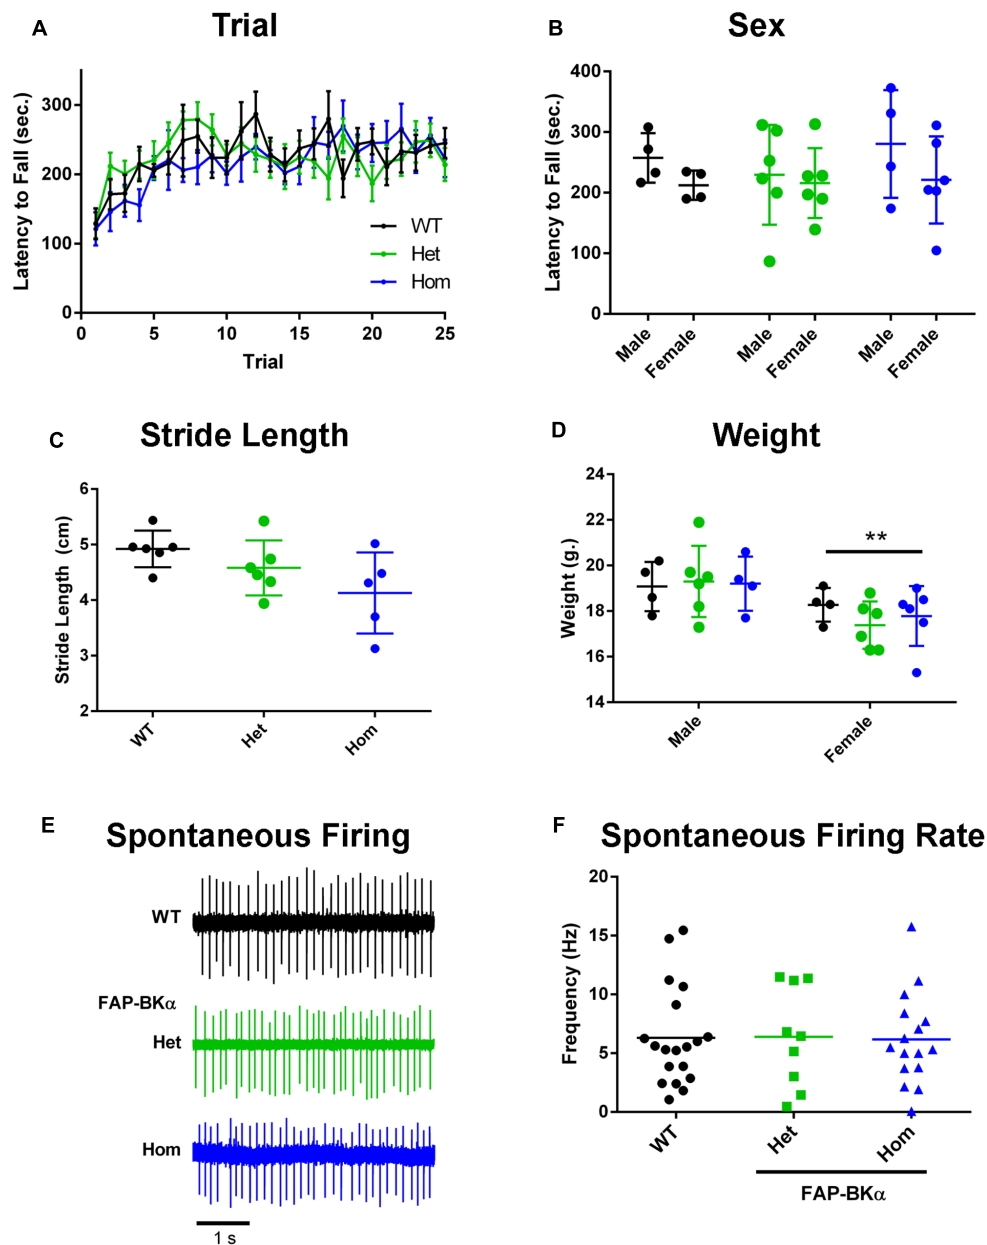 A
Trial
Latency to Fall (sec.)
300
200
100
0
0 5 10 15 20 25
Trial
WT
Het
Hom
B
Sex
Latency to Fall (sec.)
400
300
200
100
0
Male Female Male Female Male Female
C
Stride Length
Stride Length (cm)
6
5
4
3
2
WT Het Hom
D
Weight
Weight (g.)
24
22
20
18
16
14
**
Male Female
E
Spontaneous Firing
WT
FAP-BKα
Het
Hom
1 s
F
Spontaneous Firing Rate
Frequency (Hz)
20
15
10
5
0
WT Het Hom
FAP-BKα